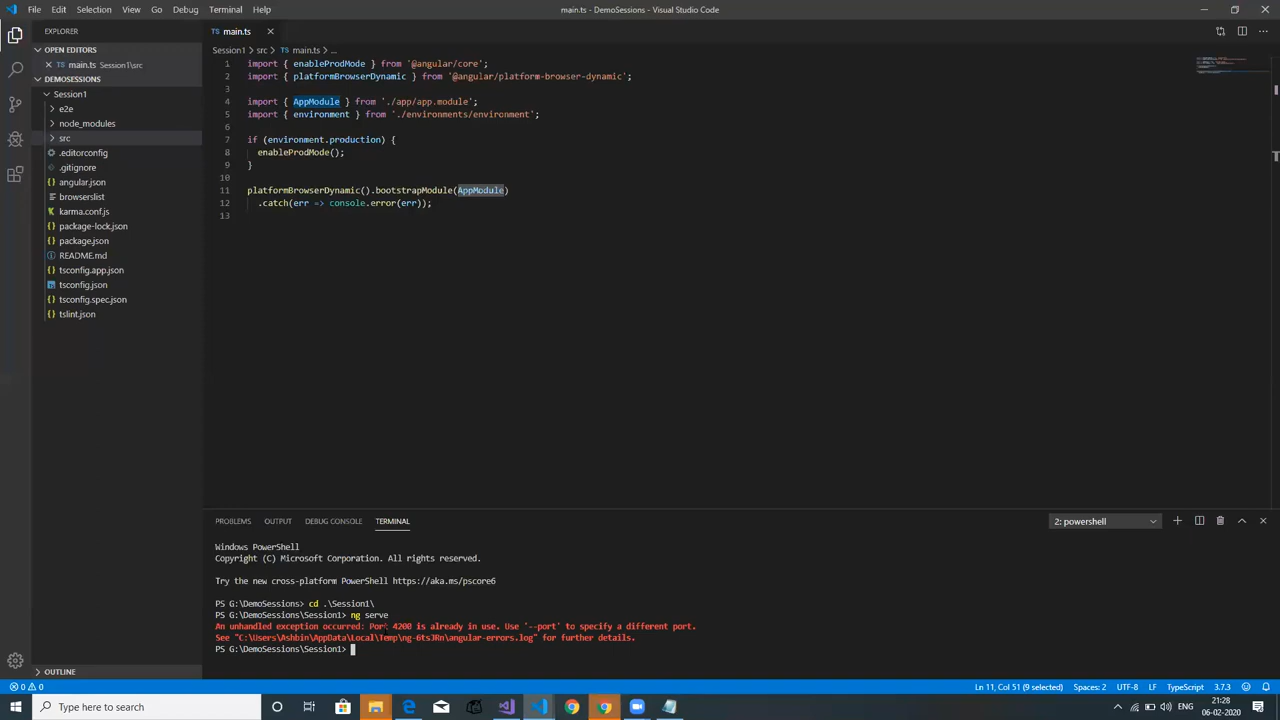 File Edit Selection View Go Debug Terminal Help
main.ts - DemoSessions - Visual Studio Code
EXPLORER
OPEN EDITORS
main.ts Session1\src
DEMOSESSIONS
Session1
e2e
node_modules
src
.editorconfig
.gitignore
angular.json
browserslist
karma.conf.js
package-lock.json
package.json
README.md
tsconfig.app.json
tsconfig.json
tsconfig.spec.json
tslint.json
OUTLINE
TS main.ts
Session1 > src > TS main.ts > ...
1 import { enableProdMode } from '@angular/core';
2 import { platformBrowserDynamic } from '@angular/platform-browser-dynamic';
3
4 import { AppModule } from './app/app.module';
5 import { environment } from './environments/environment';
6
7 if (environment.production) {
8 enableProdMode();
9 }
10
11 platformBrowserDynamic().bootstrapModule(AppModule)
12 .catch(err => console.error(err));
13
PROBLEMS OUTPUT DEBUG CONSOLE TERMINAL
2: powershell
Windows PowerShell
Copyright (C) Microsoft Corporation. All rights reserved.
Try the new cross-platform PowerShell https://aka.ms/pscore6
PS G:\DemoSessions> cd .\Session1\
PS G:\DemoSessions\Session1> ng serve
An unhandled exception occurred: Port 4200 is already in use. Use '--port' to specify a different port.
See "C:\Users\Ashbin\AppData\Local\Temp\ng-6tsJRn\angular-errors.log" for further details.
PS G:\DemoSessions\Session1>
0 0
Ln 11, Col 51 (9 selected) Spaces: 2 UTF-8 LF TypeScript 3.7.3
Type here to search
ENG
21:28
06-02-2020